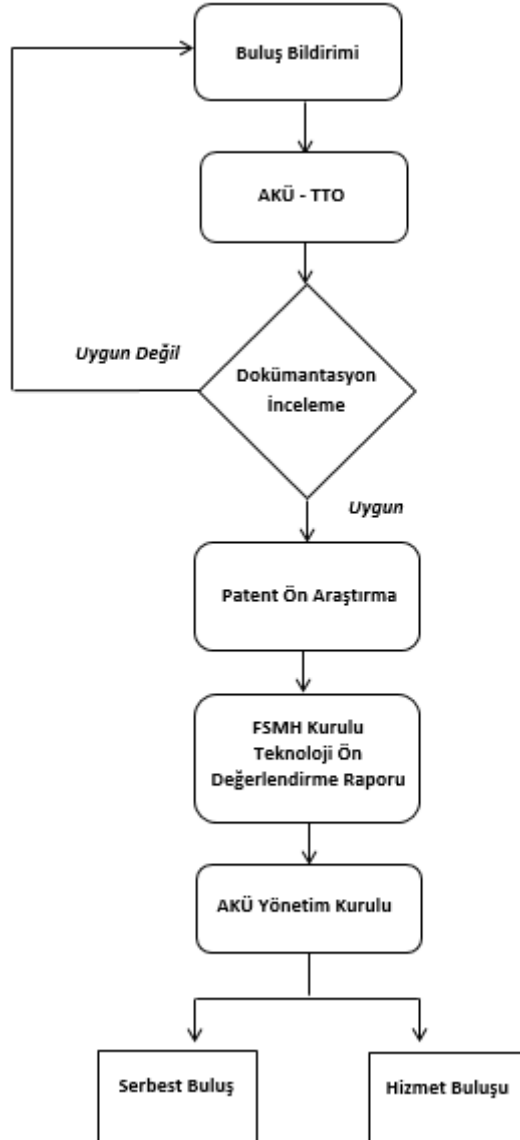 Buluş Bildirimi
AKÜ - TTO
Uygun Değil
Dokümantasyon
İnceleme
Uygun
Patent Ön Araştırma
FSMH Kurulu
Teknoloji Ön
Değerlendirme Raporu
AKÜ Yönetim Kurulu
Serbest Buluş
Hizmet Buluşu